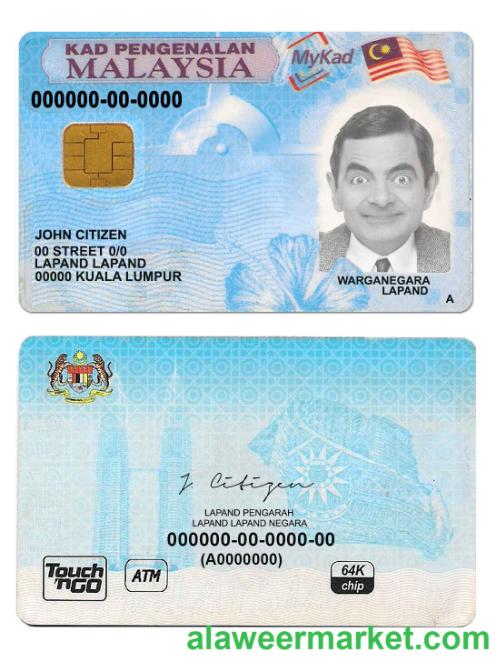 KAD PENGENALAN
MALAYSIA
MyKad
000000-00-0000
JOHN CITIZEN
00 STREET 0/0
LAPAND LAPAND
00000 KUALA LUMPUR
WARGANEGARA
LAPAND
A
J. Citizen
LAPAND PENGARAH
LAPAND LAPAND NEGARA
000000-00-0000-00
(A0000000)
Touch
'nGO
ATM
64K
chip
alaweermarket.com